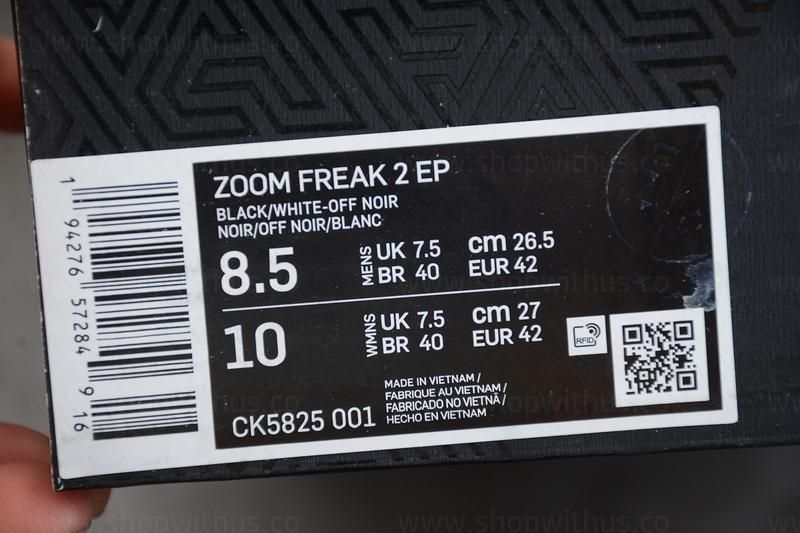 ZOOM FREAK 2 EP
BLACK/WHITE-OFF NOIR
NOIR/OFF NOIR/BLANC
8.5 MENS UK 7.5 cm 26.5
BR 40 EUR 42
10 WMNS UK 7.5 cm 27
BR 40 EUR 42
RFID
CK5825 001
MADE IN VIETNAM /
FABRIQUE AU VIETNAM /
FABRICADO NO VIETNÃ /
HECHO EN VIETNAM
1 94276 57284 9 16
www.shopwithus.co